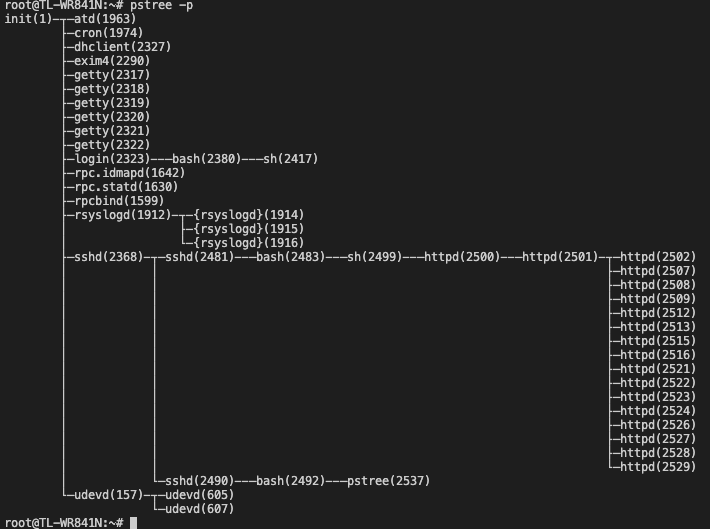 root@TL-WR841N:~# pstree -p
init(1)─┬─atd(1963)
        ├─cron(1974)
        ├─dhclient(2327)
        ├─exim4(2290)
        ├─getty(2317)
        ├─getty(2318)
        ├─getty(2319)
        ├─getty(2320)
        ├─getty(2321)
        ├─getty(2322)
        ├─login(2323)───bash(2380)───sh(2417)
        ├─rpc.idmapd(1642)
        ├─rpc.statd(1630)
        ├─rpcbind(1599)
        ├─rsyslogd(1912)─┬─{rsyslogd}(1914)
        │                ├─{rsyslogd}(1915)
        │                └─{rsyslogd}(1916)
        ├─sshd(2368)─┬─sshd(2481)───bash(2483)───sh(2499)───httpd(2500)───httpd(2501)─┬─httpd(2502)
        │            │                                                                ├─httpd(2507)
        │            │                                                                ├─httpd(2508)
        │            │                                                                ├─httpd(2509)
        │            │                                                                ├─httpd(2512)
        │            │                                                                ├─httpd(2513)
        │            │                                                                ├─httpd(2515)
        │            │                                                                ├─httpd(2516)
        │            │                                                                ├─httpd(2521)
        │            │                                                                ├─httpd(2522)
        │            │                                                                ├─httpd(2523)
        │            │                                                                ├─httpd(2524)
        │            │                                                                ├─httpd(2526)
        │            │                                                                ├─httpd(2527)
        │            │                                                                ├─httpd(2528)
        │            │                                                                └─httpd(2529)
        │            └─sshd(2490)───bash(2492)───pstree(2537)
        └─udevd(157)─┬─udevd(605)
                     └─udevd(607)
root@TL-WR841N:~#